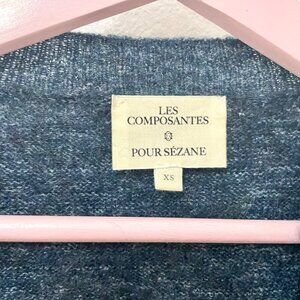 LES
COMPOSANTES
POUR SÉZANE
XS